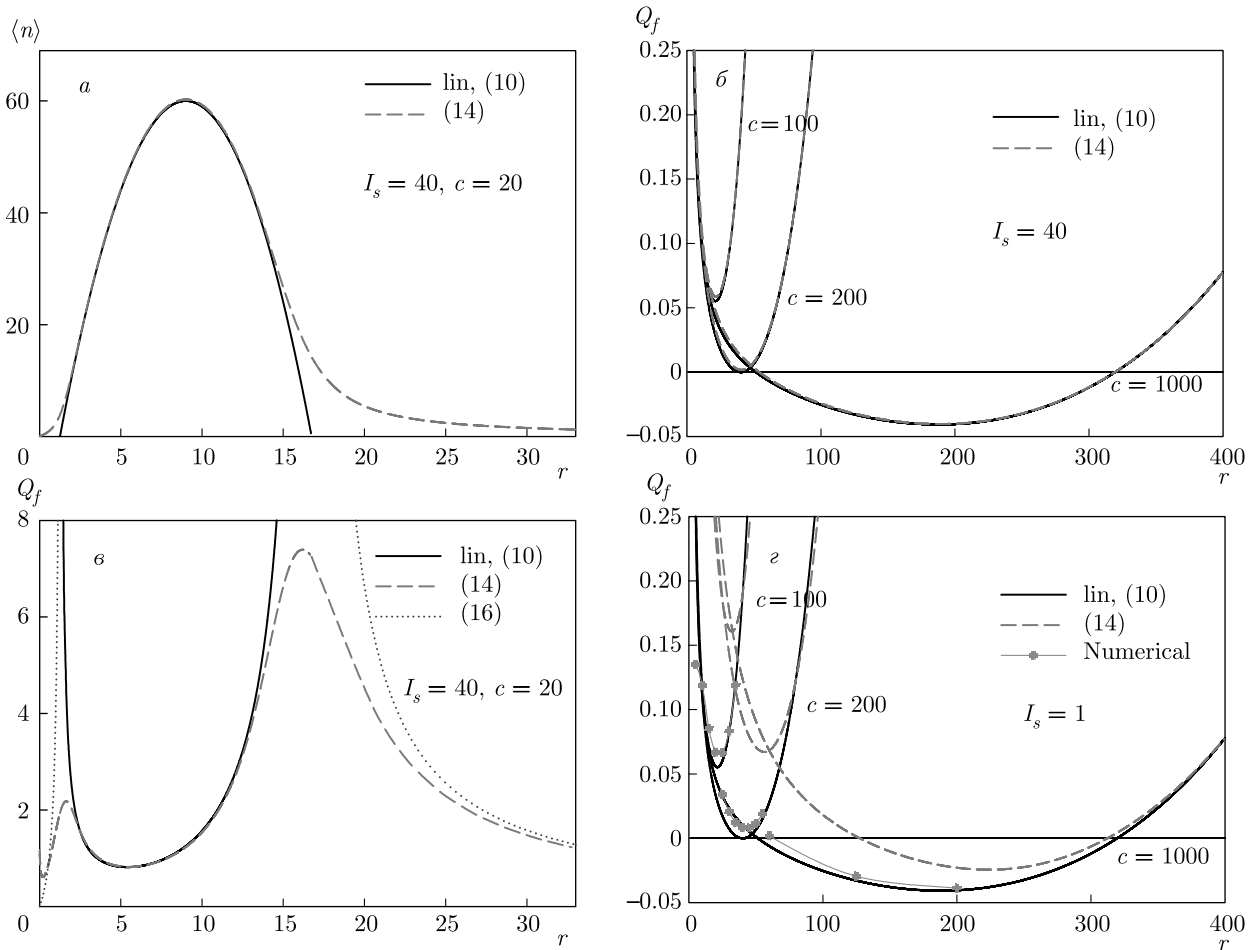 ⟨n⟩
60
40
20
0
5
10
15
20
25
30
r
а
lin, (10)
(14)
I_s = 40, c = 20
Q_f
0.25
0.20
0.15
0.10
0.05
0
−0.05
0
100
200
300
400
r
б
c = 100
lin, (10)
(14)
I_s = 40
c = 200
c = 1000
Q_f
8
6
4
2
0
5
10
15
20
25
30
r
в
lin, (10)
(14)
(16)
I_s = 40, c = 20
Q_f
0.25
0.20
0.15
0.10
0.05
0
−0.05
0
100
200
300
400
r
г
c = 100
lin, (10)
(14)
Numerical
c = 200
I_s = 1
c = 1000